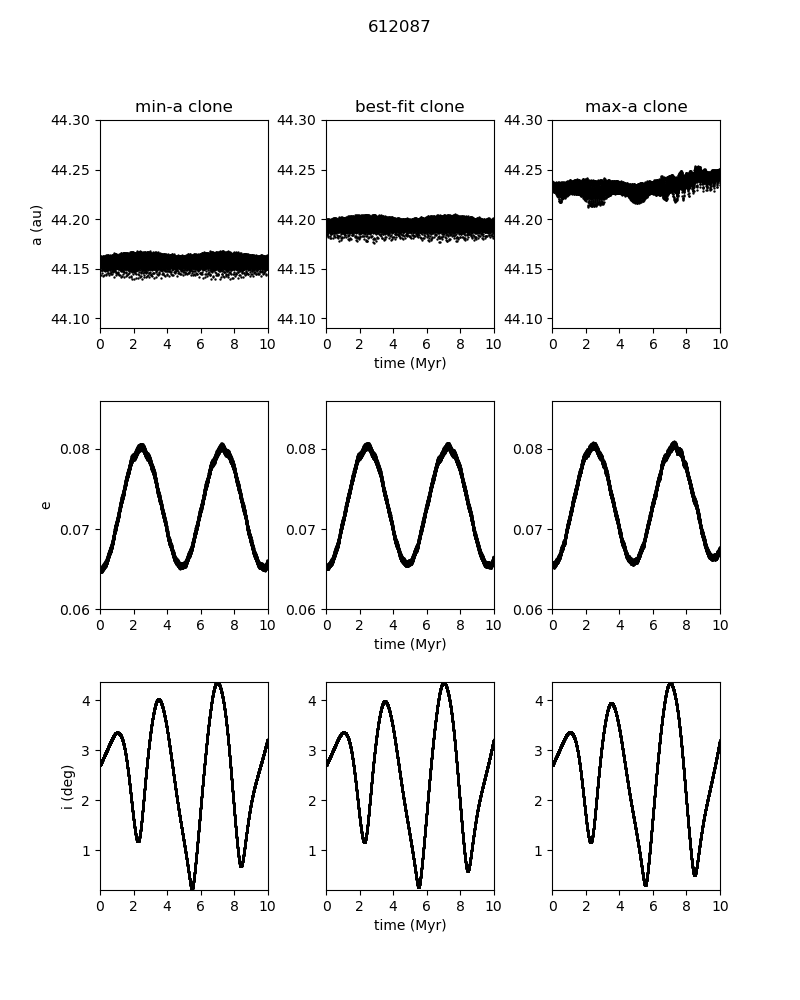 612087
min-a clone best-fit clone max-a clone
44.30 44.30 44.30
44.25 44.25 44.25
44.20 44.20 44.20
44.15 44.15 44.15
44.10 44.10 44.10
a (au)
0 2 4 6 8 10 0 2 4 6 8 10 0 2 4 6 8 10
time (Myr)
0.08 0.08 0.08
0.07 0.07 0.07
0.06 0.06 0.06
e
0 2 4 6 8 10 0 2 4 6 8 10 0 2 4 6 8 10
time (Myr)
4 4 4
3 3 3
2 2 2
1 1 1
i (deg)
0 2 4 6 8 10 0 2 4 6 8 10 0 2 4 6 8 10
time (Myr)